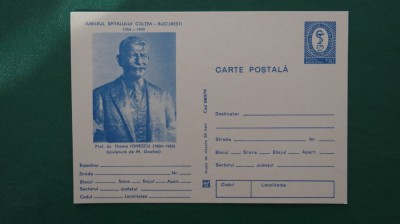 JUBILEUL SPITALULUI COLŢEA - BUCUREŞTI
1704 - 1979
Prof. dr. Thoma IONESCU (1860-1926)
(sculptură de M. Onofrei)
Expeditor
Strada Nr.
Blocul Scara Etajul Apart.
Sectorul Judeţul
Codul Localitatea
CARTE POSTALĂ
Destinatar
Strada Nr.
Blocul Scara Etajul Apart.
Sectorul Judeţul
Codul Localitatea